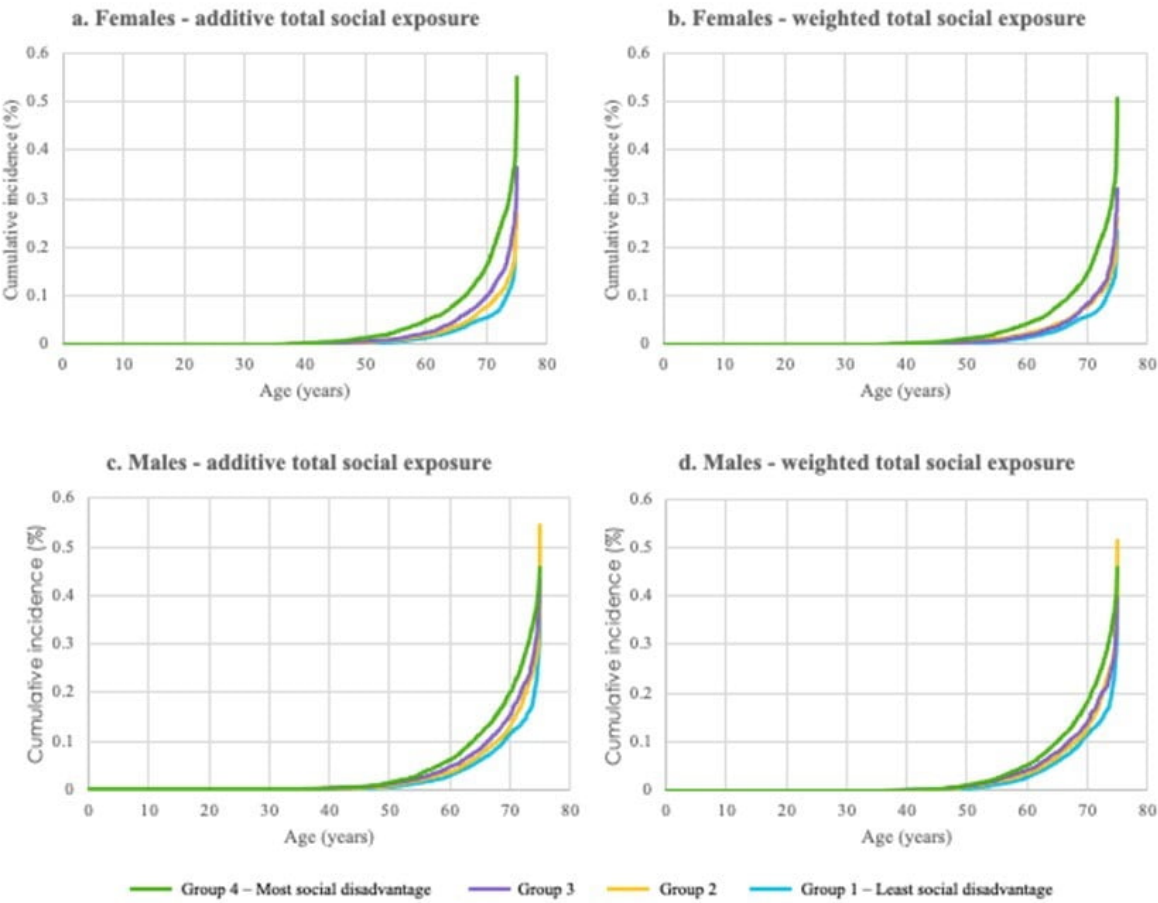 a. Females - additive total social exposure
0.6
0.5
0.4
0.3
0.2
0.1
0
Cumulative incidence (%)
0 10 20 30 40 50 60 70 80
Age (years)
b. Females - weighted total social exposure
0.6
0.5
0.4
0.3
0.2
0.1
0
Cumulative incidence (%)
0 10 20 30 40 50 60 70 80
Age (years)
c. Males - additive total social exposure
0.6
0.5
0.4
0.3
0.2
0.1
0
Cumulative incidence (%)
0 10 20 30 40 50 60 70 80
Age (years)
d. Males - weighted total social exposure
0.6
0.5
0.4
0.3
0.2
0.1
0
Cumulative incidence (%)
0 10 20 30 40 50 60 70 80
Age (years)
Group 4 – Most social disadvantage Group 3 Group 2 Group 1 – Least social disadvantage